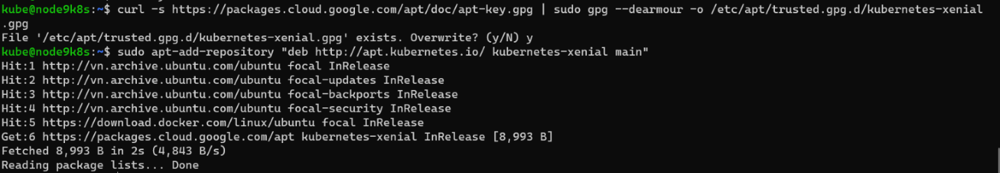 kube@node9k8s:~$ curl -s https://packages.cloud.google.com/apt/doc/apt-key.gpg | sudo gpg --dearmour -o /etc/apt/trusted.gpg.d/kubernetes-xenial
.gpg
File '/etc/apt/trusted.gpg.d/kubernetes-xenial.gpg' exists. Overwrite? (y/N) y
kube@node9k8s:~$ sudo apt-add-repository "deb http://apt.kubernetes.io/ kubernetes-xenial main"
Hit:1 http://vn.archive.ubuntu.com/ubuntu focal InRelease
Hit:2 http://vn.archive.ubuntu.com/ubuntu focal-updates InRelease
Hit:3 http://vn.archive.ubuntu.com/ubuntu focal-backports InRelease
Hit:4 http://vn.archive.ubuntu.com/ubuntu focal-security InRelease
Hit:5 https://download.docker.com/linux/ubuntu focal InRelease
Get:6 https://packages.cloud.google.com/apt kubernetes-xenial InRelease [8,993 B]
Fetched 8,993 B in 2s (4,843 B/s)
Reading package lists... Done